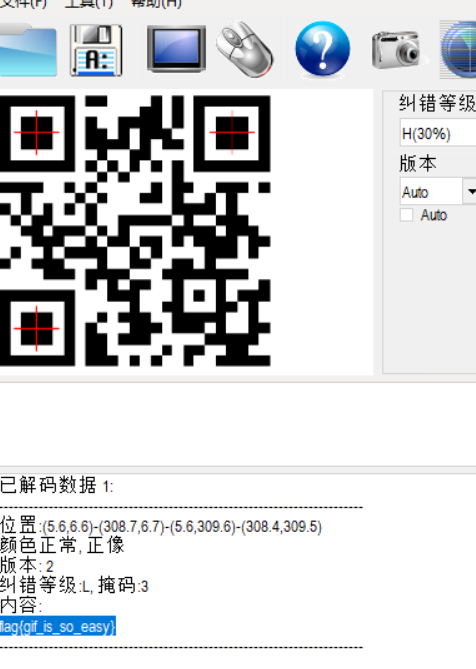 文件(F) 工具(T) 帮助(H)
A:
?
纠错等级
H(30%)
版本
Auto
Auto
已解码数据 1:
位置:(5.6,6.6)-(308.7,6.7)-(5.6,309.6)-(308.4,309.5)
颜色正常, 正像
版本: 2
纠错等级:L, 掩码:3
内容:
flag{gif_is_so_easy}